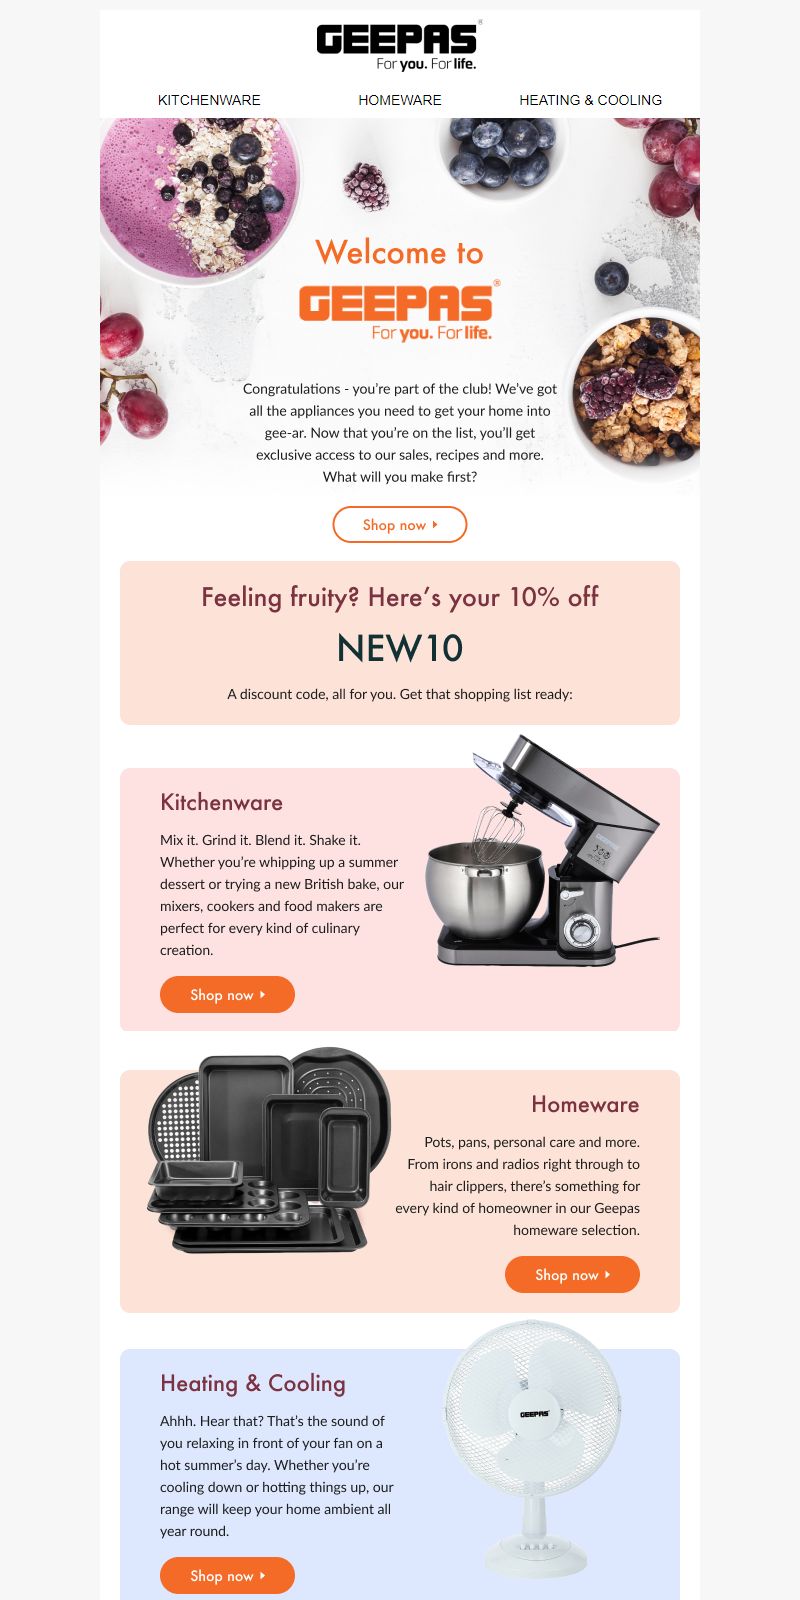 GEEPAS®
For you. For life.
KITCHENWARE HOMEWARE HEATING & COOLING
Welcome to
GEEPAS®
For you. For life.
Congratulations - you're part of the club! We've got
all the appliances you need to get your home into
gee-ar. Now that you're on the list, you'll get
exclusive access to our sales, recipes and more.
What will you make first?
Shop now
Feeling fruity? Here's your 10% off
NEW10
A discount code, all for you. Get that shopping list ready:
Kitchenware
Mix it. Grind it. Blend it. Shake it.
Whether you're whipping up a summer
dessert or trying a new British bake, our
mixers, cookers and food makers are
perfect for every kind of culinary
creation.
Shop now
Homeware
Pots, pans, personal care and more.
From irons and radios right through to
hair clippers, there's something for
every kind of homeowner in our Geepas
homeware selection.
Shop now
Heating & Cooling
Ahhh. Hear that? That's the sound of
you relaxing in front of your fan on a
hot summer's day. Whether you're
cooling down or hotting things up, our
range will keep your home ambient all
year round.
GEEPAS
Shop now